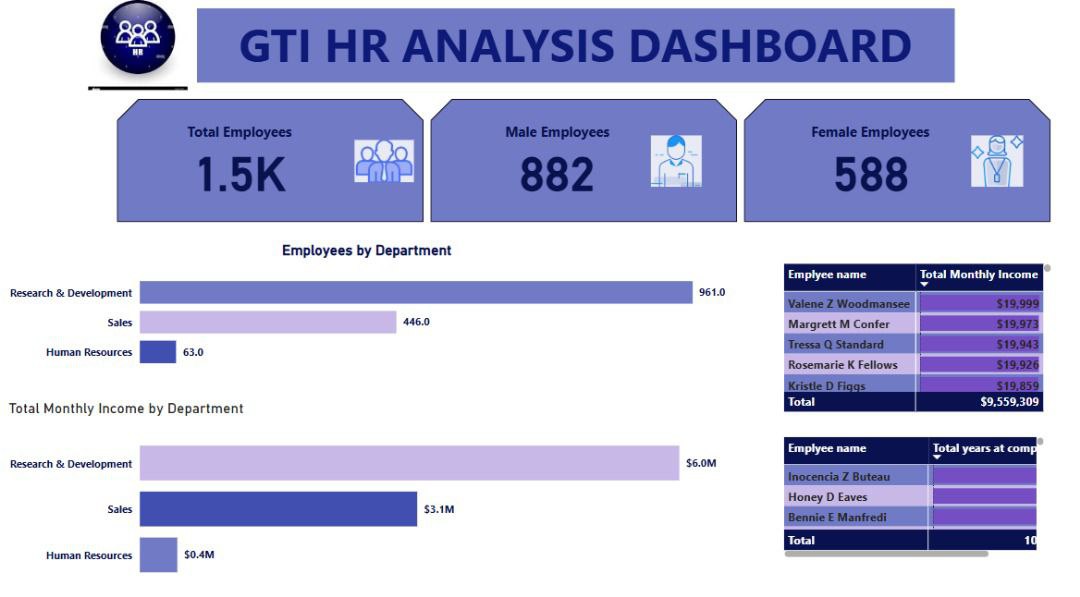 HR
GTI HR ANALYSIS DASHBOARD
Total Employees
1.5K
Male Employees
882
Female Employees
588
Employees by Department
Research & Development 961.0
Sales 446.0
Human Resources 63.0
Total Monthly Income by Department
Research & Development $6.0M
Sales $3.1M
Human Resources $0.4M
Emplyee name Total Monthly Income
Valene Z Woodmansee $19,999
Margrett M Confer $19,973
Tressa Q Standard $19,943
Rosemarie K Fellows $19,926
Kristle D Figgs $19,859
Total $9,559,309
Emplyee name Total years at comp
Inocencia Z Buteau
Honey D Eaves
Bennie E Manfredi
Total 10